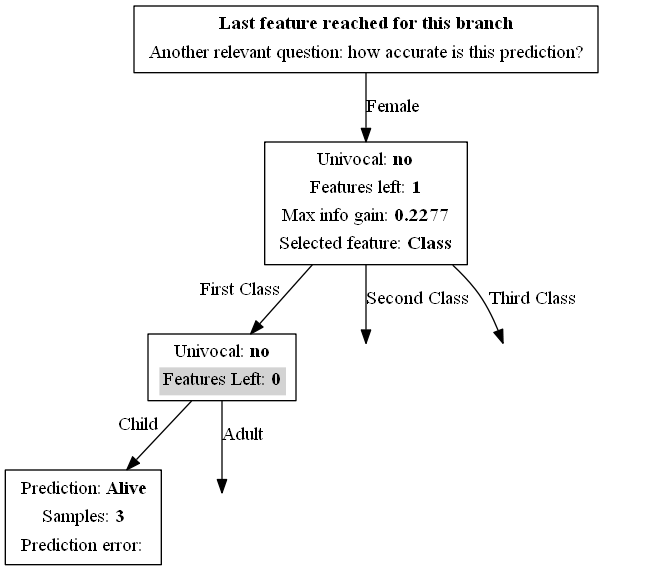 Last feature reached for this branch
Another relevant question: how accurate is this prediction?
Female
Univocal: no
Features left: 1
Max info gain: 0.2277
Selected feature: Class
First Class
Second Class
Third Class
Univocal: no
Features Left: 0
Child
Adult
Prediction: Alive
Samples: 3
Prediction error: